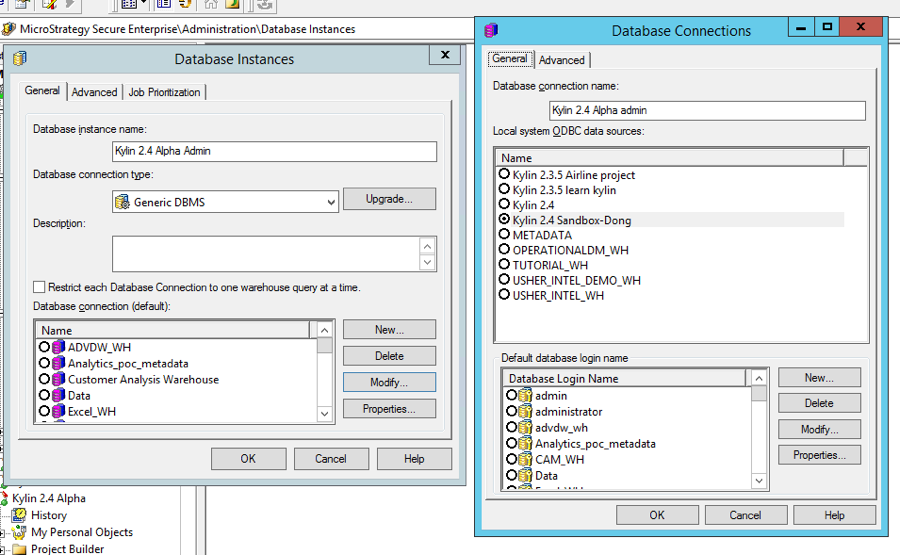 MicroStrategy Secure Enterprise\Administration\Database Instances
Database Instances
General
Advanced
Job Prioritization
Database instance name:
Kylin 2.4 Alpha Admin
Database connection type:
Generic DBMS
Upgrade...
Description:
Restrict each Database Connection to one warehouse query at a time.
Database connection (default):
Name
ADVDW_WH
Analytics_poc_metadata
Customer Analysis Warehouse
Data
Excel_WH
New...
Delete
Modify...
Properties...
OK
Cancel
Help
Kylin 2.4 Alpha
History
My Personal Objects
Project Builder
Database Connections
General
Advanced
Database connection name:
Kylin 2.4 Alpha admin
Local system ODBC data sources:
Name
Kylin 2.3.5 Airline project
Kylin 2.3.5 learn kylin
Kylin 2.4
Kylin 2.4 Sandbox-Dong
METADATA
OPERATIONALDM_WH
TUTORIAL_WH
USHER_INTEL_DEMO_WH
USHER_INTEL_WH
Default database login name
Database Login Name
admin
administrator
advdw_wh
Analytics_poc_metadata
CAM_WH
Data
New...
Delete
Modify...
Properties...
OK
Cancel
Help